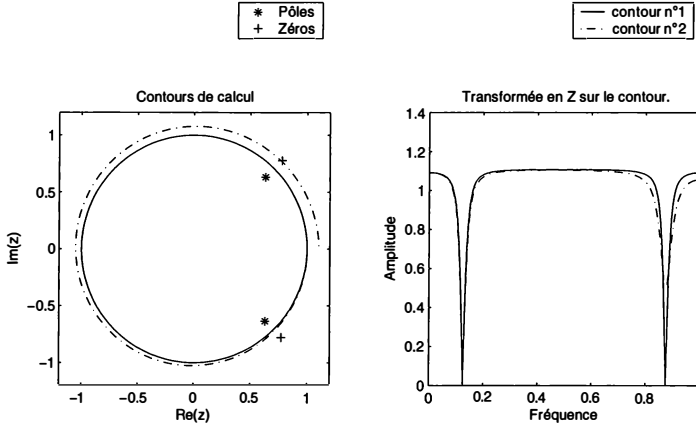 Pôles
Zéros
contour n°1
contour n°2
Contours de calcul
Im(z)
1
0.5
0
−0.5
−1
−1
−0.5
0
0.5
1
Re(z)
Transformée en Z sur le contour.
Amplitude
1.4
1.2
1
0.8
0.6
0.4
0.2
0
0
0.2
0.4
0.6
0.8
1
Fréquence